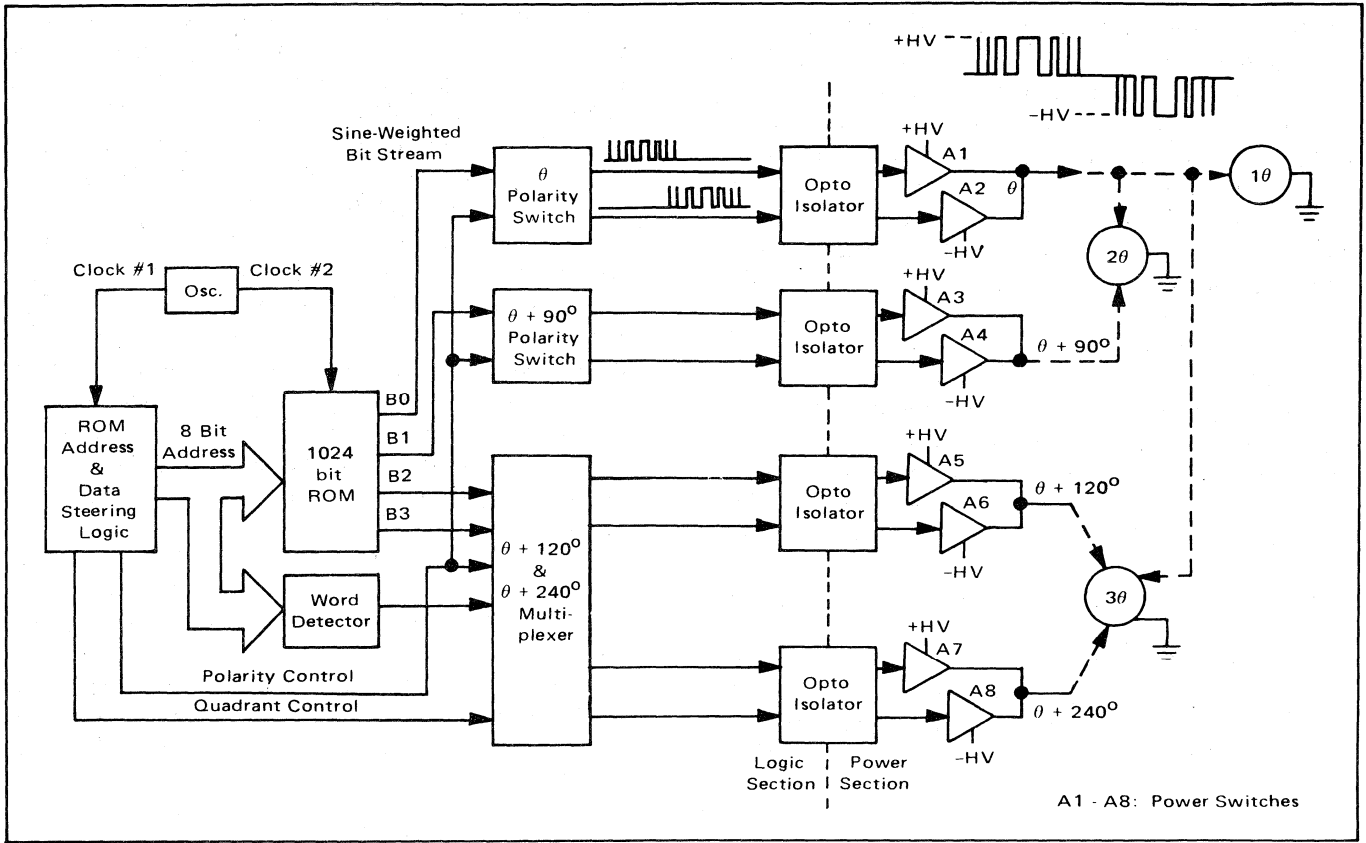 +HV
−HV
Sine-Weighted
Bit Stream
θ
Polarity
Switch
Opto
Isolator
+HV
A1
A2
θ
−HV
1θ
2θ
Clock #1
Osc.
Clock #2
θ + 90°
Polarity
Switch
Opto
Isolator
+HV
A3
A4
−HV
θ + 90°
ROM
Address
&
Data
Steering
Logic
8 Bit
Address
1024
bit
ROM
B0
B1
B2
B3
Word
Detector
θ + 120°
&
θ + 240°
Multi-
plexer
Opto
Isolator
+HV
A5
A6
−HV
θ + 120°
3θ
Polarity Control
Quadrant Control
Opto
Isolator
+HV
A7
A8
−HV
θ + 240°
Logic
Section
Power
Section
A1 - A8: Power Switches